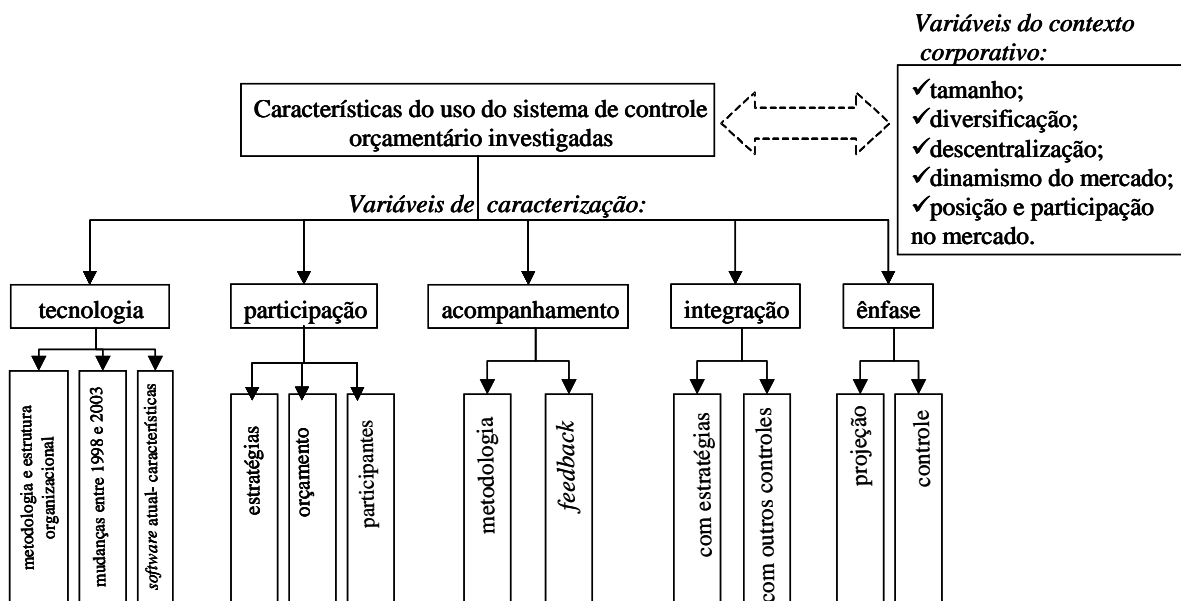 Variáveis do contexto
corporativo:
✓tamanho;
✓diversificação;
✓descentralização;
✓dinamismo do mercado;
✓posição e participação
no mercado.
Características do uso do sistema de controle
orçamentário investigadas
Variáveis de caracterização:
tecnologia
participação
acompanhamento
integração
ênfase
metodologia e estrutura
organizacional
mudanças entre 1998 e 2003
software atual- características
estratégias
orçamento
participantes
metodologia
feedback
com estratégias
com outros controles
projeção
controle